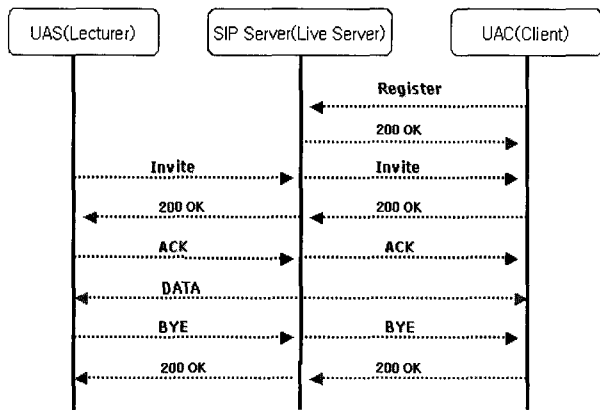 UAS(Lecturer) SIP Server(Live Server) UAC(Client)
Register
200 OK
Invite Invite
200 OK 200 OK
ACK ACK
DATA
BYE BYE
200 OK 200 OK